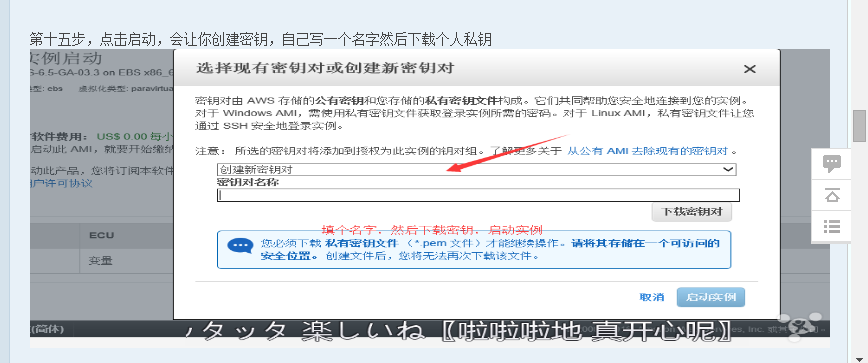 第十五步，点击启动，会让你创建密钥，自己写一个名字然后下载个人私钥
实例启动
选择现有密钥对或创建新密钥对
S-6.5-GA-03.3 on EBS x86_6
型: ebs 虚拟化类型: paravirtua
密钥对由 AWS 存储的公有密钥和您存储的私有密钥文件构成。它们共同帮助您安全地连接到您的实例。
对于 Windows AMI，需使用私有密钥文件获取登录实例所需的密码。对于 Linux AMI，私有密钥文件让您
通过 SSH 安全地登录实例。
软件费用： US$ 0.00 每小
启动此 AMI，就要开始缴纳
注意： 所选的密钥对将添加到授权为此实例的密钥对组。了解更多关于 从公有 AMI 去除现有的密钥对 。
动此产品，您将订阅本软件
用户许可协议
创建新密钥对
密钥对名称
下载密钥对
填个名字，然后下载密钥，启动实例
ECU
变量
您必须下载 私有密钥文件 （*.pem 文件）才能继续操作。请将其存储在一个可访问的
安全位置。 创建文件后，您将无法再次下载该文件。
取消 启动实例
(简体)
ッタッタ 楽しいね〖啦啦啦地 真开心呢〗